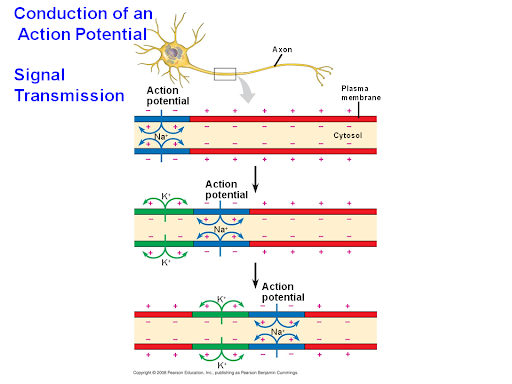 Conduction of an
Action Potential
Signal
Transmission
Axon
Action
potential
Plasma
membrane
− − + + + + +
+ + − − − − −
Na⁺
Cytosol
+ + − − − − −
− − + + + + +
Action
potential
K⁺
+ + − − + + + +
− − + + − − − −
Na⁺
− − + + − − − −
+ + − − + + + +
K⁺
Action
potential
K⁺
+ + + + − − + +
− − − − + + − −
Na⁺
− − − − + + − −
+ + + + − − + +
K⁺
Copyright © 2008 Pearson Education, Inc., publishing as Pearson Benjamin Cummings.